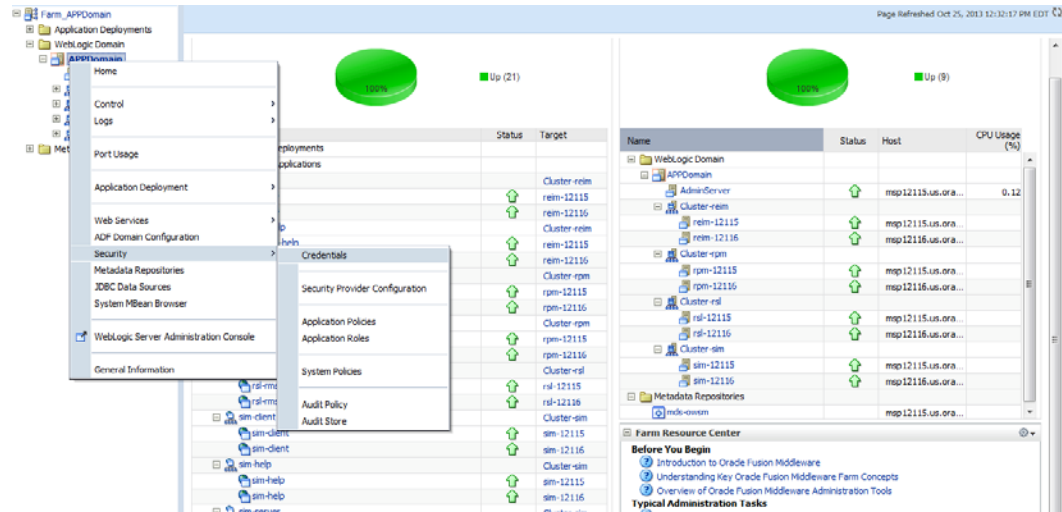 Farm_APPDomain
Page Refreshed Oct 25, 2013 12:32:17 PM EDT
Application Deployments
WebLogic Domain
APPDomain
Home
Control
Logs
Port Usage
Application Deployment
Web Services
ADF Domain Configuration
Security
Metadata Repositories
JDBC Data Sources
System MBean Browser
WebLogic Server Administration Console
General Information
Met
Credentials
Security Provider Configuration
Application Policies
Application Roles
System Policies
Audit Policy
Audit Store
100%
Up (21)
Status Target
eployments
pplications
Cluster-reim
reim-12115
reim-12116
lp Cluster-reim
help reim-12115
reim-12116
Cluster-rpm
rpm-12115
rpm-12116
Cluster-rpm
rpm-12115
rpm-12116
Cluster-rsl
rsl-rms rsl-12115
rsl-rms rsl-12116
sim-client Cluster-sim
sim-client sim-12115
sim-client sim-12116
sim-help Cluster-sim
sim-help sim-12115
sim-help sim-12116
sim-server Cluster-sim
100%
Up (9)
Name Status Host CPU Usage (%)
WebLogic Domain
APPDomain
AdminServer msp12115.us.ora... 0.12
Cluster-reim
reim-12115 msp12115.us.ora...
reim-12116 msp12116.us.ora...
Cluster-rpm
rpm-12115 msp12115.us.ora...
rpm-12116 msp12116.us.ora...
Cluster-rsl
rsl-12115 msp12115.us.ora...
rsl-12116 msp12116.us.ora...
Cluster-sim
sim-12115 msp12115.us.ora...
sim-12116 msp12116.us.ora...
Metadata Repositories
mds-owsm msp12115.us.ora...
Farm Resource Center
Before You Begin
Introduction to Oracle Fusion Middleware
Understanding Key Oracle Fusion Middleware Farm Concepts
Overview of Oracle Fusion Middleware Administration Tools
Typical Administration Tasks